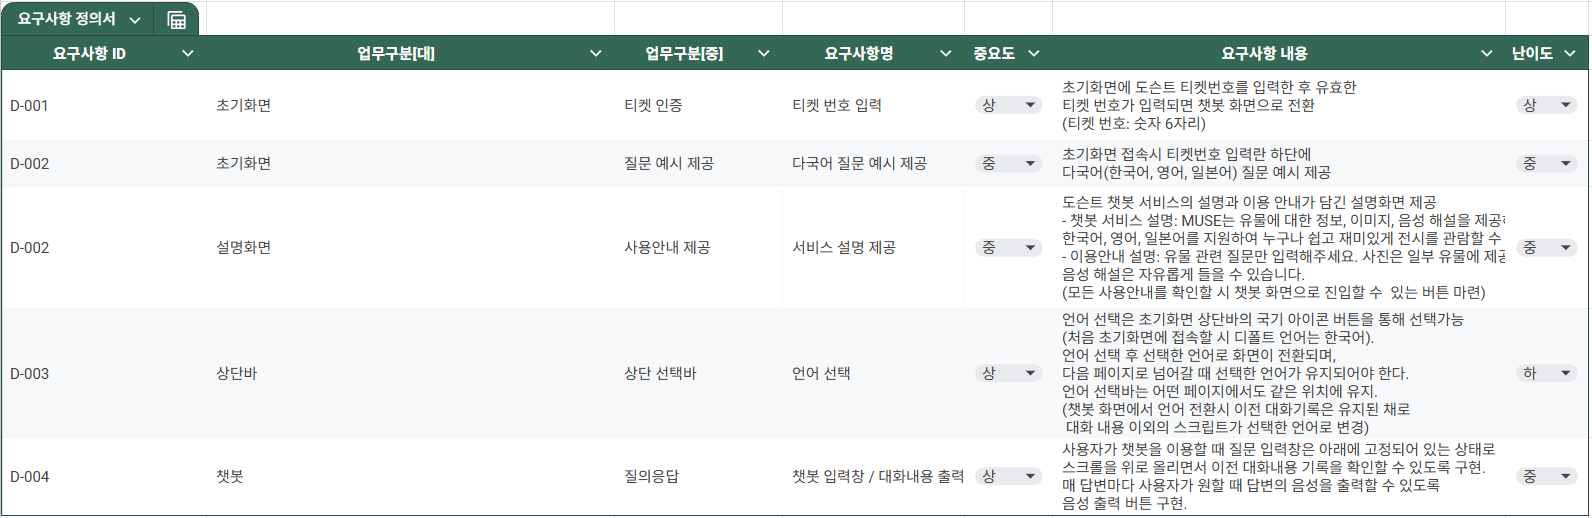 요구사항 정의서
요구사항 ID 업무구분[대] 업무구분[중] 요구사항명 중요도 요구사항 내용 난이도
D-001 초기화면 티켓 인증 티켓 번호 입력 상 초기화면에 도슨트 티켓번호를 입력한 후 유효한 상
티켓 번호가 입력되면 챗봇 화면으로 전환
(티켓 번호: 숫자 6자리)
D-002 초기화면 질문 예시 제공 다국어 질문 예시 제공 중 초기화면 접속시 티켓번호 입력란 하단에 중
다국어(한국어, 영어, 일본어) 질문 예시 제공
D-002 설명화면 사용안내 제공 서비스 설명 제공 중 도슨트 챗봇 서비스의 설명과 이용 안내가 담긴 설명화면 제공 중
- 챗봇 서비스 설명: MUSE는 유물에 대한 정보, 이미지, 음성 해설을 제공
한국어, 영어, 일본어를 지원하여 누구나 쉽고 재미있게 전시를 관람할 수
- 이용안내 설명: 유물 관련 질문만 입력해주세요. 사진은 일부 유물에
음성 해설은 자유롭게 들을 수 있습니다.
(모든 사용안내를 확인할 시 챗봇 화면으로 진입할 수 있는 버튼 마련)
D-003 상단바 상단 선택바 언어 선택 상 언어 선택은 초기화면 상단바의 국기 아이콘 버튼을 통해 선택가능 하
(처음 초기화면에 접속할 시 디폴트 언어는 한국어).
언어 선택 후 선택한 언어로 화면이 전환되며,
다음 페이지로 넘어갈 때 선택한 언어가 유지되어야 한다.
언어 선택바는 어떤 페이지에서도 같은 위치에 유지.
(챗봇 화면에서 언어 전환시 이전 대화기록은 유지된 채로
대화 내용 이외의 스크립트가 선택한 언어로 변경)
D-004 챗봇 질의응답 챗봇 입력창 / 대화내용 출력 상 사용자가 챗봇을 이용할 때 질문 입력창은 아래에 고정되어 있는 상태로 중
스크롤을 위로 올리면서 이전 대화내용 기록을 확인할 수 있도록 구현.
매 답변마다 사용자가 원할 때 답변의 음성을 출력할 수 있도록
음성 출력 버튼 구현.